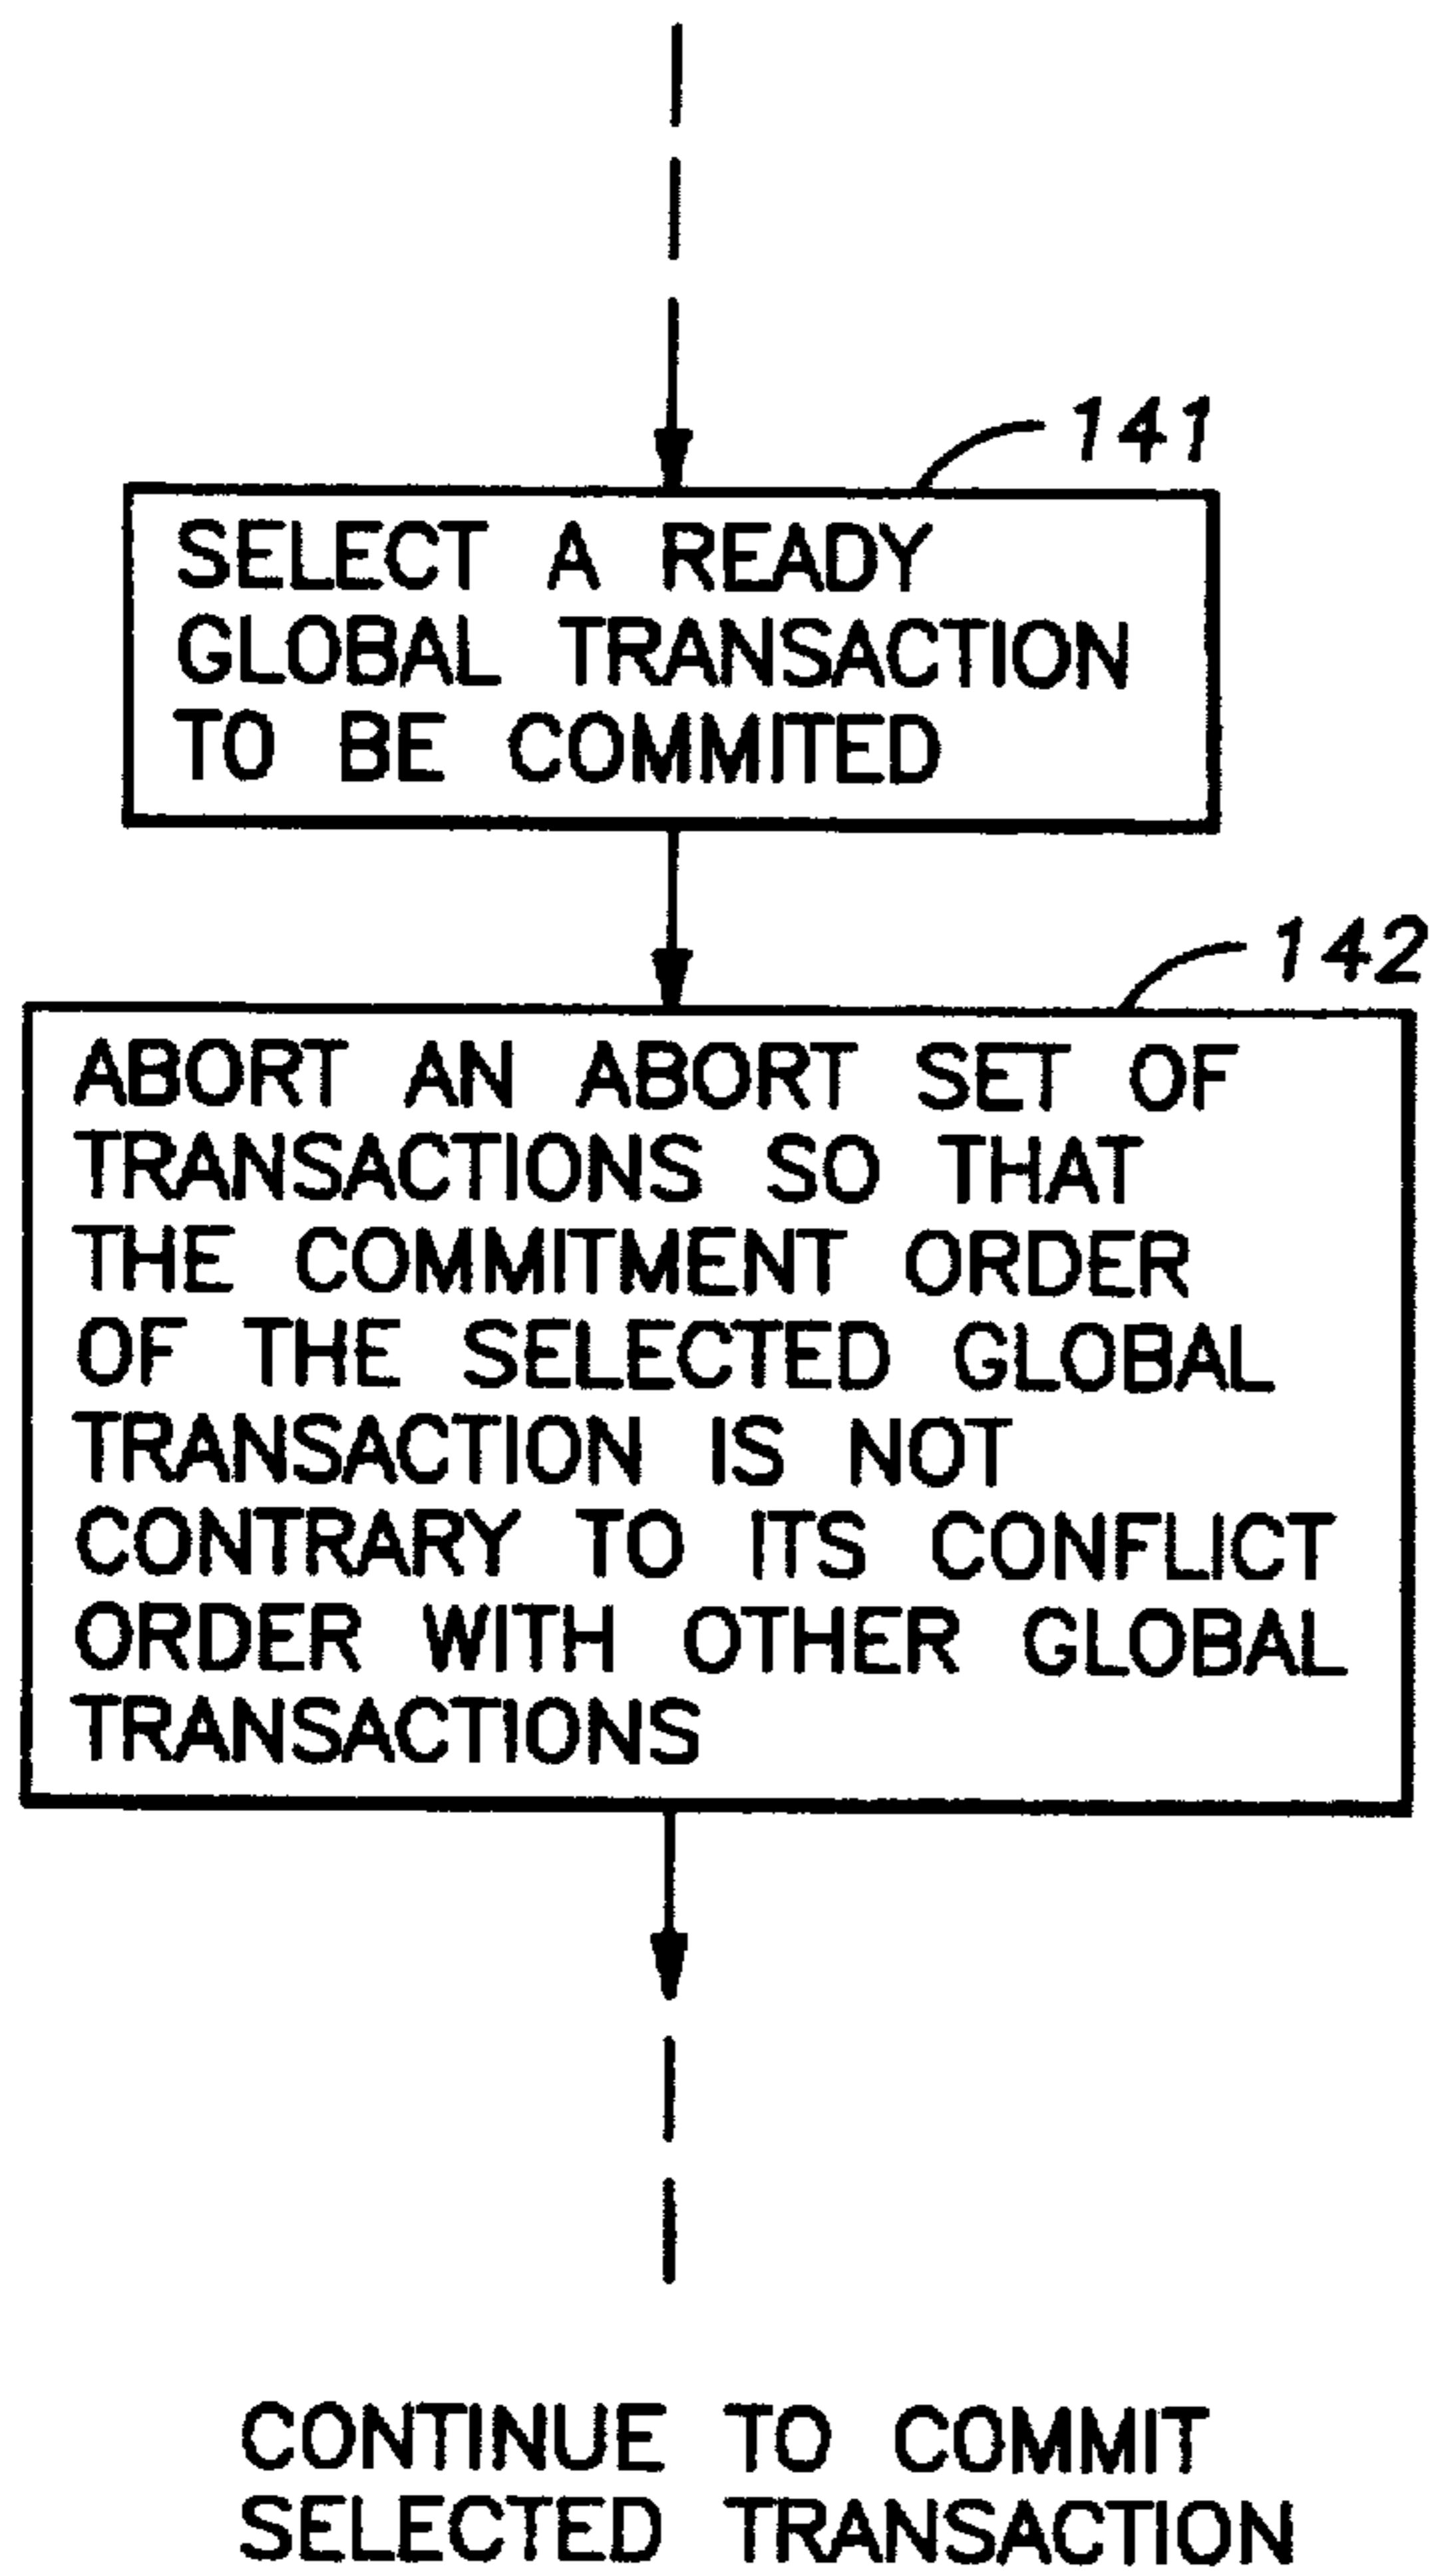 141
SELECT A READY
GLOBAL TRANSACTION
TO BE COMMITED
142
ABORT AN ABORT SET OF
TRANSACTIONS SO THAT
THE COMMITMENT ORDER
OF THE SELECTED GLOBAL
TRANSACTION IS NOT
CONTRARY TO ITS CONFLICT
ORDER WITH OTHER GLOBAL
TRANSACTIONS
CONTINUE TO COMMIT
SELECTED TRANSACTION